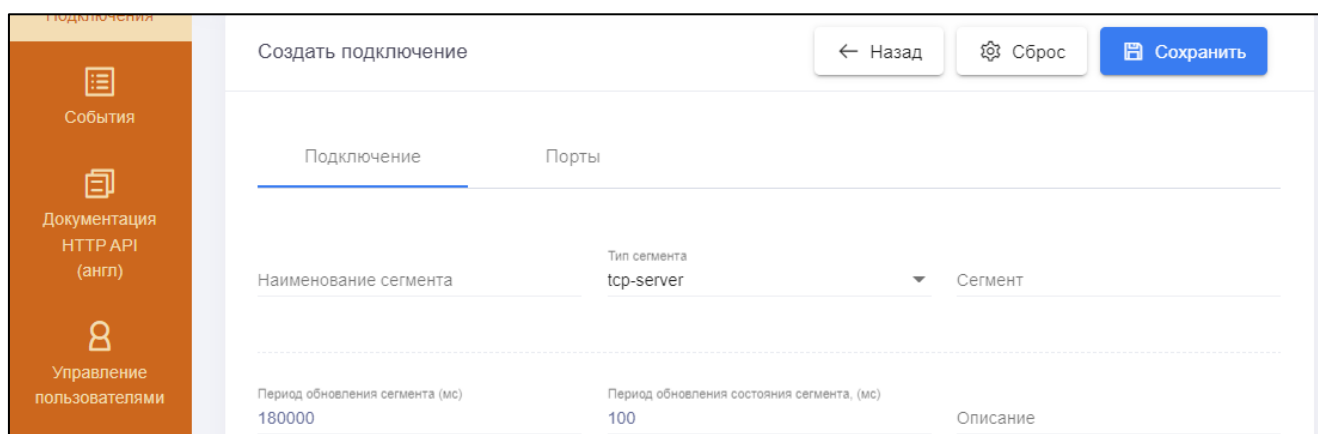 Подключения
Создать подключение
Назад
Сброс
Сохранить
События
Подключение
Порты
Документация
HTTP API
(англ)
Наименование сегмента
Тип сегмента
tcp-server
Сегмент
Управление
пользователями
Период обновления сегмента (мс)
180000
Период обновления состояния сегмента, (мс)
100
Описание